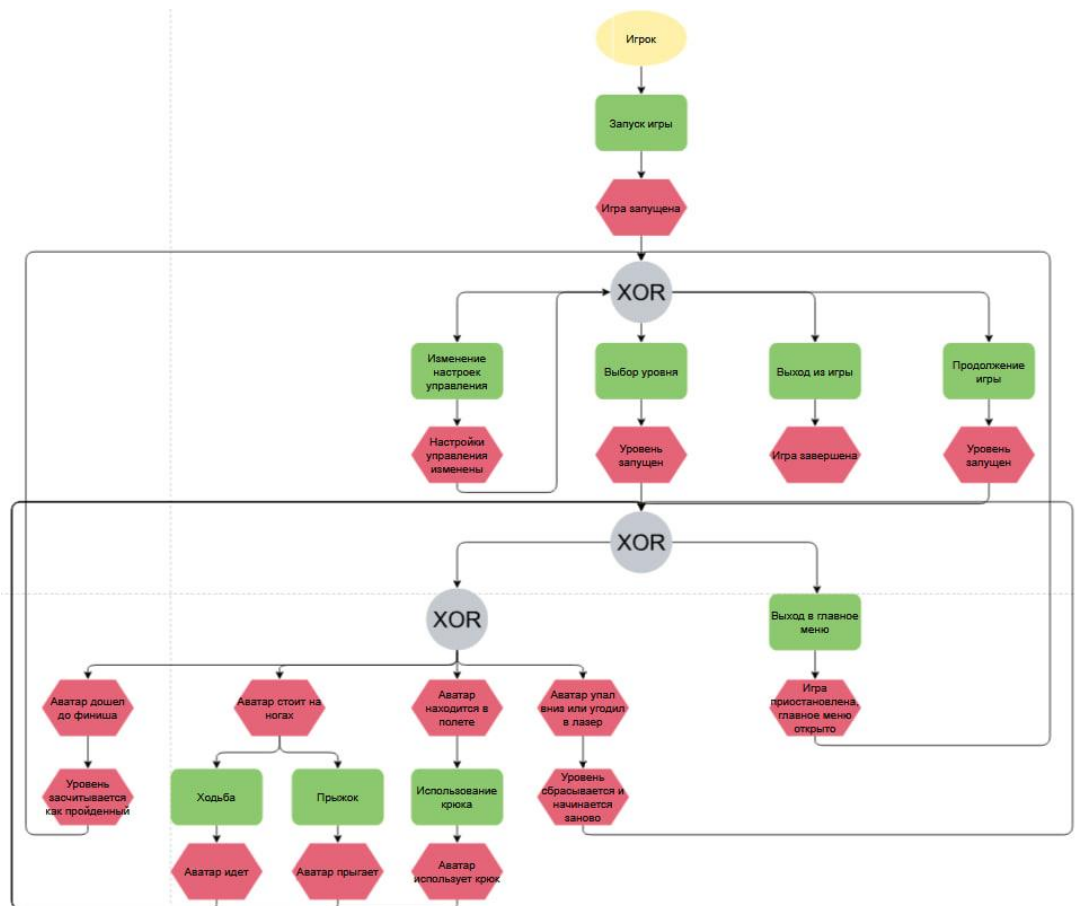 Игрок
Запуск игры
Игра запущена
XOR
Изменение
настроек
управления
Выбор уровня
Выход из игры
Продолжение
игры
Настройки
управления
изменены
Уровень
запущен
Игра завершена
Уровень
запущен
XOR
XOR
Выход в главное
меню
Аватар дошел
до финиша
Аватар стоит на
ногах
Аватар
находится в
полете
Аватар упал
вниз или угодил
в лазер
Игра
приостановлена,
главное меню
открыто
Уровень
засчитывается
как пройденный
Ходьба
Прыжок
Использование
крюка
Уровень
сбрасывается и
начинается
заново
Аватар идет
Аватар прыгает
Аватар
использует крюк